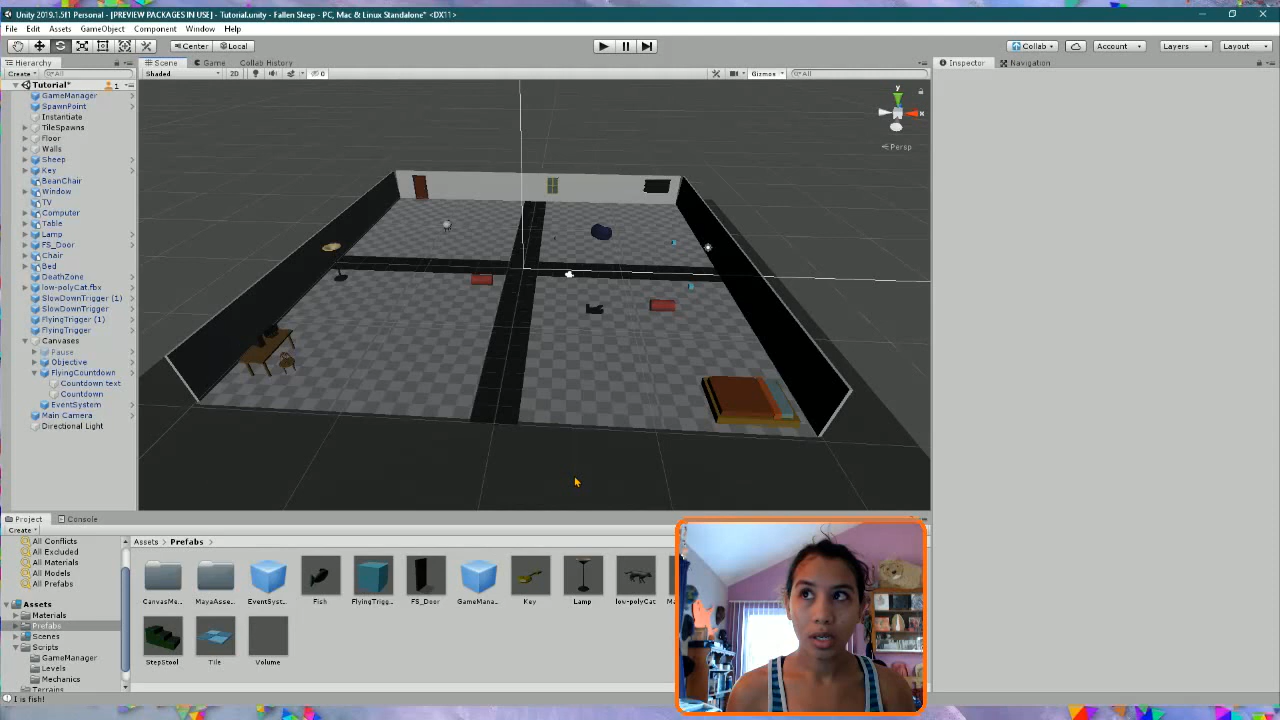 Unity 2019.1.5f1 Personal - [PREVIEW PACKAGES IN USE] - Tutorial.unity - Fallen Sleep - PC, Mac & Linux Standalone* <DX11>
File Edit Assets GameObject Component Window Help
Center Local Collab Account Layers Layout
Hierarchy Scene Game Collab History Inspector Navigation
Create All Shaded 2D 0 Gizmos All
Tutorial* 1
GameManager
SpawnPoint
Instantiate
TileSpawns
Floor
Walls
Sheep
Key
BeanChair
Window
TV
Computer
Table
Lamp
FS_Door
Chair
Bed
DeathZone
low-polyCat.fbx
SlowDownTrigger (1)
SlowDownTrigger
FlyingTrigger (1)
FlyingTrigger
Canvases
Pause
Objective
FlyingCountdown
Countdown text
Countdown
EventSystem
Main Camera
Directional Light
y
x
Persp
Project Console
Create
All Conflicts
All Excluded
All Materials
All Models
All Prefabs
Assets
Materials
Prefabs
Scenes
Scripts
GameManager
Levels
Mechanics
Terrains
Assets Prefabs
CanvasMe... MayaAsse... EventSyst... Fish FlyingTrigg... FS_Door GameMana... Key Lamp low-polyCat
StepStool Tile Volume
I is fish!